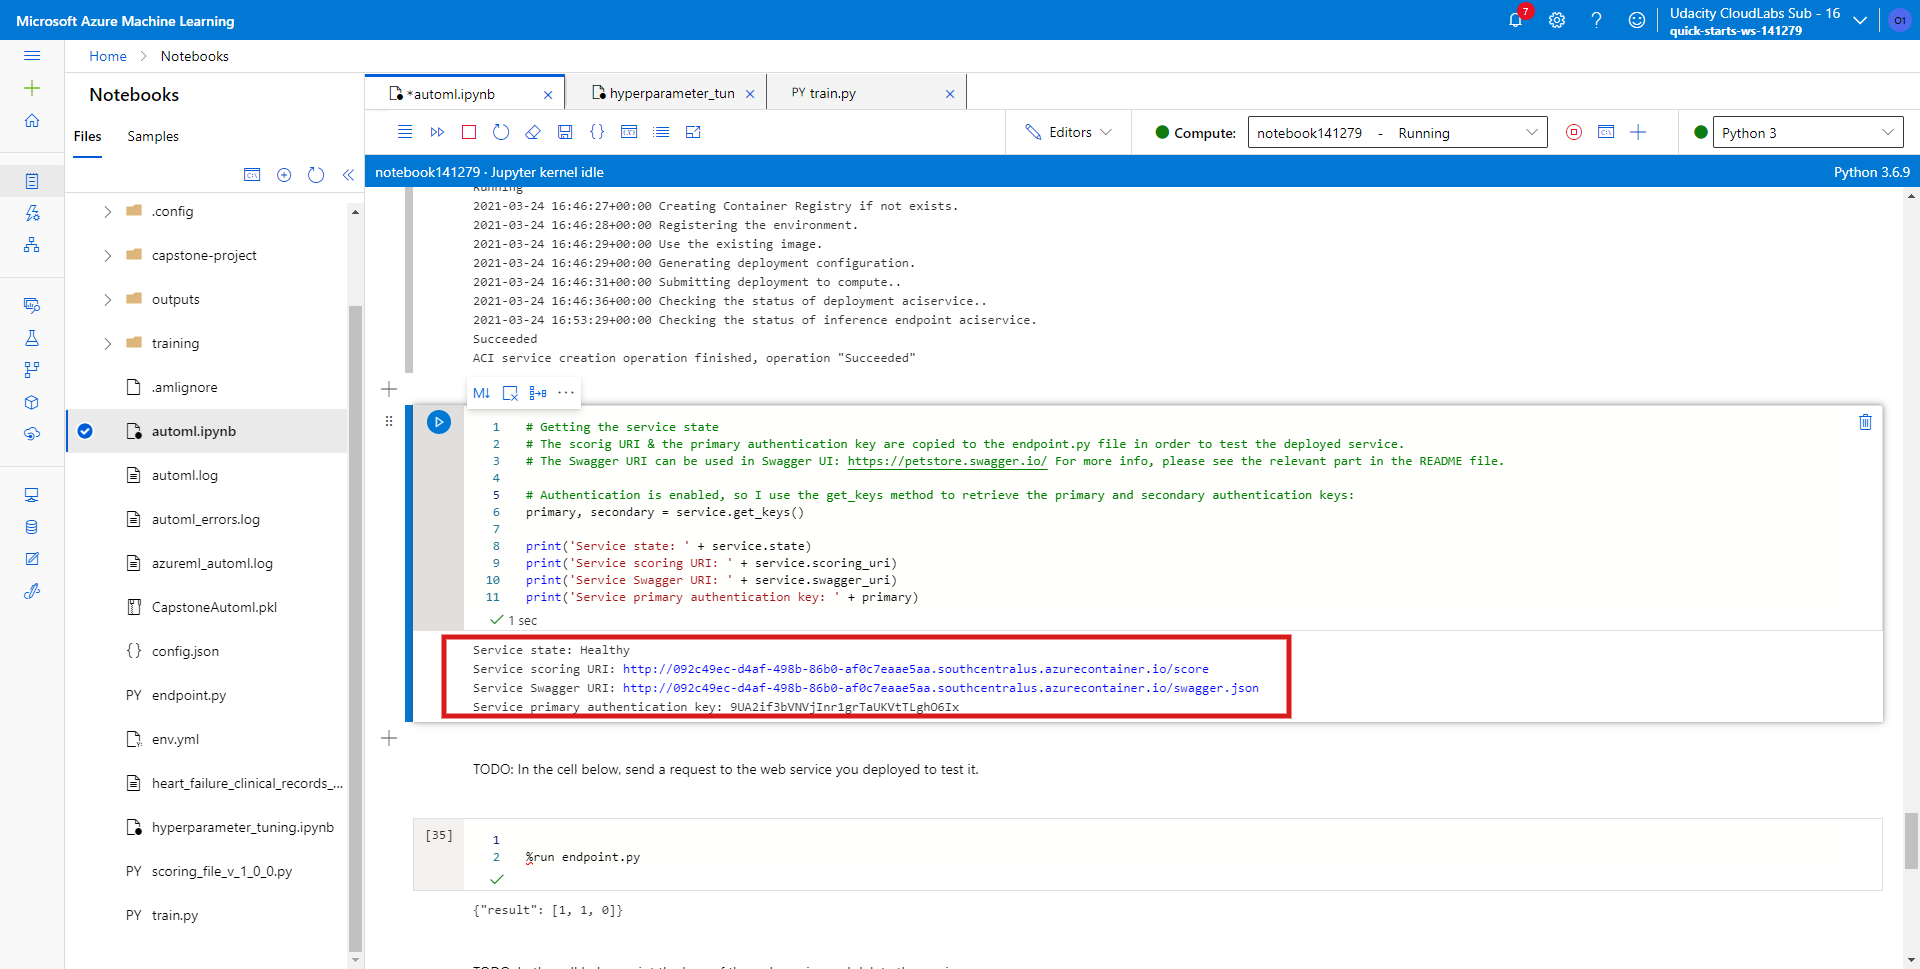 Microsoft Azure Machine Learning
7
Udacity CloudLabs Sub - 16
quick-starts-ws-141279
O1
Home
Notebooks
Notebooks
Files
Samples
.config
capstone-project
outputs
training
.amlignore
automl.ipynb
automl.log
automl_errors.log
azureml_automl.log
CapstoneAutoml.pkl
{} config.json
PY endpoint.py
env.yml
heart_failure_clinical_records_...
hyperparameter_tuning.ipynb
PY scoring_file_v_1_0_0.py
PY train.py
*automl.ipynb
hyperparameter_tun
PY train.py
Editors
Compute:
notebook141279 - Running
Python 3
notebook141279 · Jupyter kernel idle
Python 3.6.9
Running
2021-03-24 16:46:27+00:00 Creating Container Registry if not exists.
2021-03-24 16:46:28+00:00 Registering the environment.
2021-03-24 16:46:29+00:00 Use the existing image.
2021-03-24 16:46:29+00:00 Generating deployment configuration.
2021-03-24 16:46:31+00:00 Submitting deployment to compute..
2021-03-24 16:46:36+00:00 Checking the status of deployment aciservice..
2021-03-24 16:53:29+00:00 Checking the status of inference endpoint aciservice.
Succeeded
ACI service creation operation finished, operation "Succeeded"
M↓
1 # Getting the service state
2 # The scorig URI & the primary authentication key are copied to the endpoint.py file in order to test the deployed service.
3 # The Swagger URI can be used in Swagger UI: https://petstore.swagger.io/ For more info, please see the relevant part in the README file.
4
5 # Authentication is enabled, so I use the get_keys method to retrieve the primary and secondary authentication keys:
6 primary, secondary = service.get_keys()
7
8 print('Service state: ' + service.state)
9 print('Service scoring URI: ' + service.scoring_uri)
10 print('Service Swagger URI: ' + service.swagger_uri)
11 print('Service primary authentication key: ' + primary)
1 sec
Service state: Healthy
Service scoring URI: http://092c49ec-d4af-498b-86b0-af0c7eaae5aa.southcentralus.azurecontainer.io/score
Service Swagger URI: http://092c49ec-d4af-498b-86b0-af0c7eaae5aa.southcentralus.azurecontainer.io/swagger.json
Service primary authentication key: 9UA2if3bVNVjInr1grTaUKVtTLghO6Ix
TODO: In the cell below, send a request to the web service you deployed to test it.
[35]
1
2 %run endpoint.py
{"result": [1, 1, 0]}